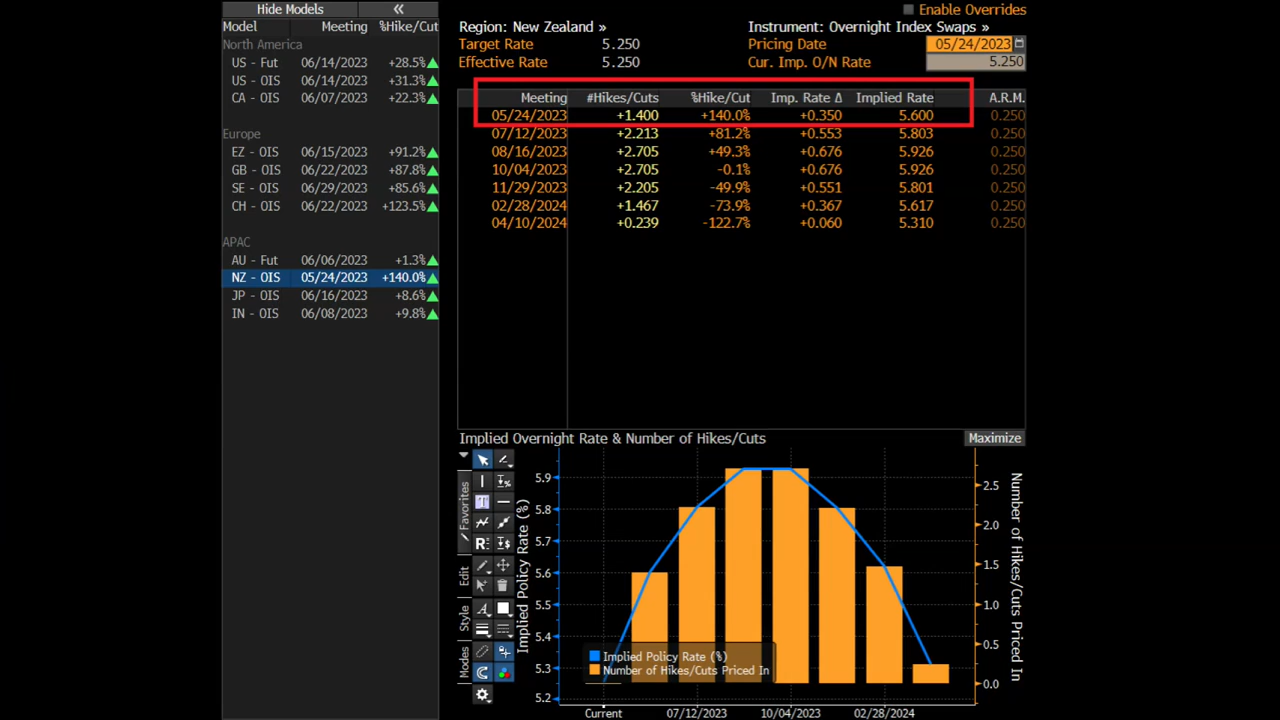 Hide Models «
Model Meeting %Hike/Cut
North America
US - Fut 06/14/2023 +28.5%
US - OIS 06/14/2023 +31.3%
CA - OIS 06/07/2023 +22.3%
Europe
EZ - OIS 06/15/2023 +91.2%
GB - OIS 06/22/2023 +87.8%
SE - OIS 06/29/2023 +85.6%
CH - OIS 06/22/2023 +123.5%
APAC
AU - Fut 06/06/2023 +1.3%
NZ - OIS 05/24/2023 +140.0%
JP - OIS 06/16/2023 +8.6%
IN - OIS 06/08/2023 +9.8%
Enable Overrides
Region: New Zealand » Instrument: Overnight Index Swaps »
Target Rate 5.250 Pricing Date 05/24/2023
Effective Rate 5.250 Cur. Imp. O/N Rate 5.250
Meeting #Hikes/Cuts %Hike/Cut Imp. Rate Δ Implied Rate A.R.M.
05/24/2023 +1.400 +140.0% +0.350 5.600 0.250
07/12/2023 +2.213 +81.2% +0.553 5.803 0.250
08/16/2023 +2.705 +49.3% +0.676 5.926 0.250
10/04/2023 +2.705 -0.1% +0.676 5.926 0.250
11/29/2023 +2.205 -49.9% +0.551 5.801 0.250
02/28/2024 +1.467 -73.9% +0.367 5.617 0.250
04/10/2024 +0.239 -122.7% +0.060 5.310 0.250
Implied Overnight Rate & Number of Hikes/Cuts Maximize
Favorites
Edit
Style
Modes
Implied Policy Rate (%)
5.9
5.8
5.7
5.6
5.5
5.4
5.3
5.2
Implied Policy Rate (%)
Number of Hikes/Cuts Priced In
2.5
2.0
1.5
1.0
0.5
0.0
Number of Hikes/Cuts Priced In
Current 07/12/2023 10/04/2023 02/28/2024